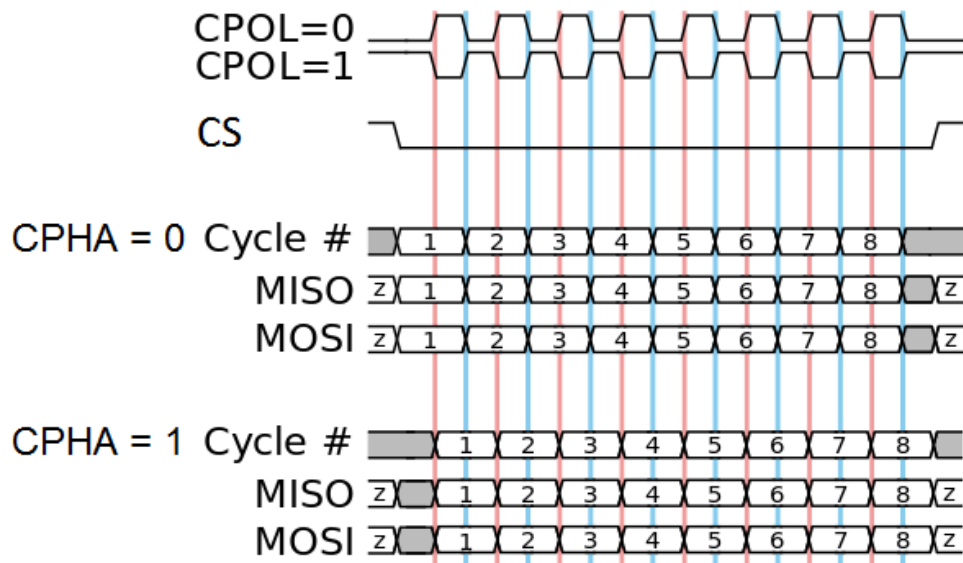 CPOL=0
CPOL=1
CS
CPHA = 0 Cycle # 1 2 3 4 5 6 7 8
MISO z 1 2 3 4 5 6 7 8 z
MOSI z 1 2 3 4 5 6 7 8 z
CPHA = 1 Cycle # 1 2 3 4 5 6 7 8
MISO z 1 2 3 4 5 6 7 8 z
MOSI z 1 2 3 4 5 6 7 8 z